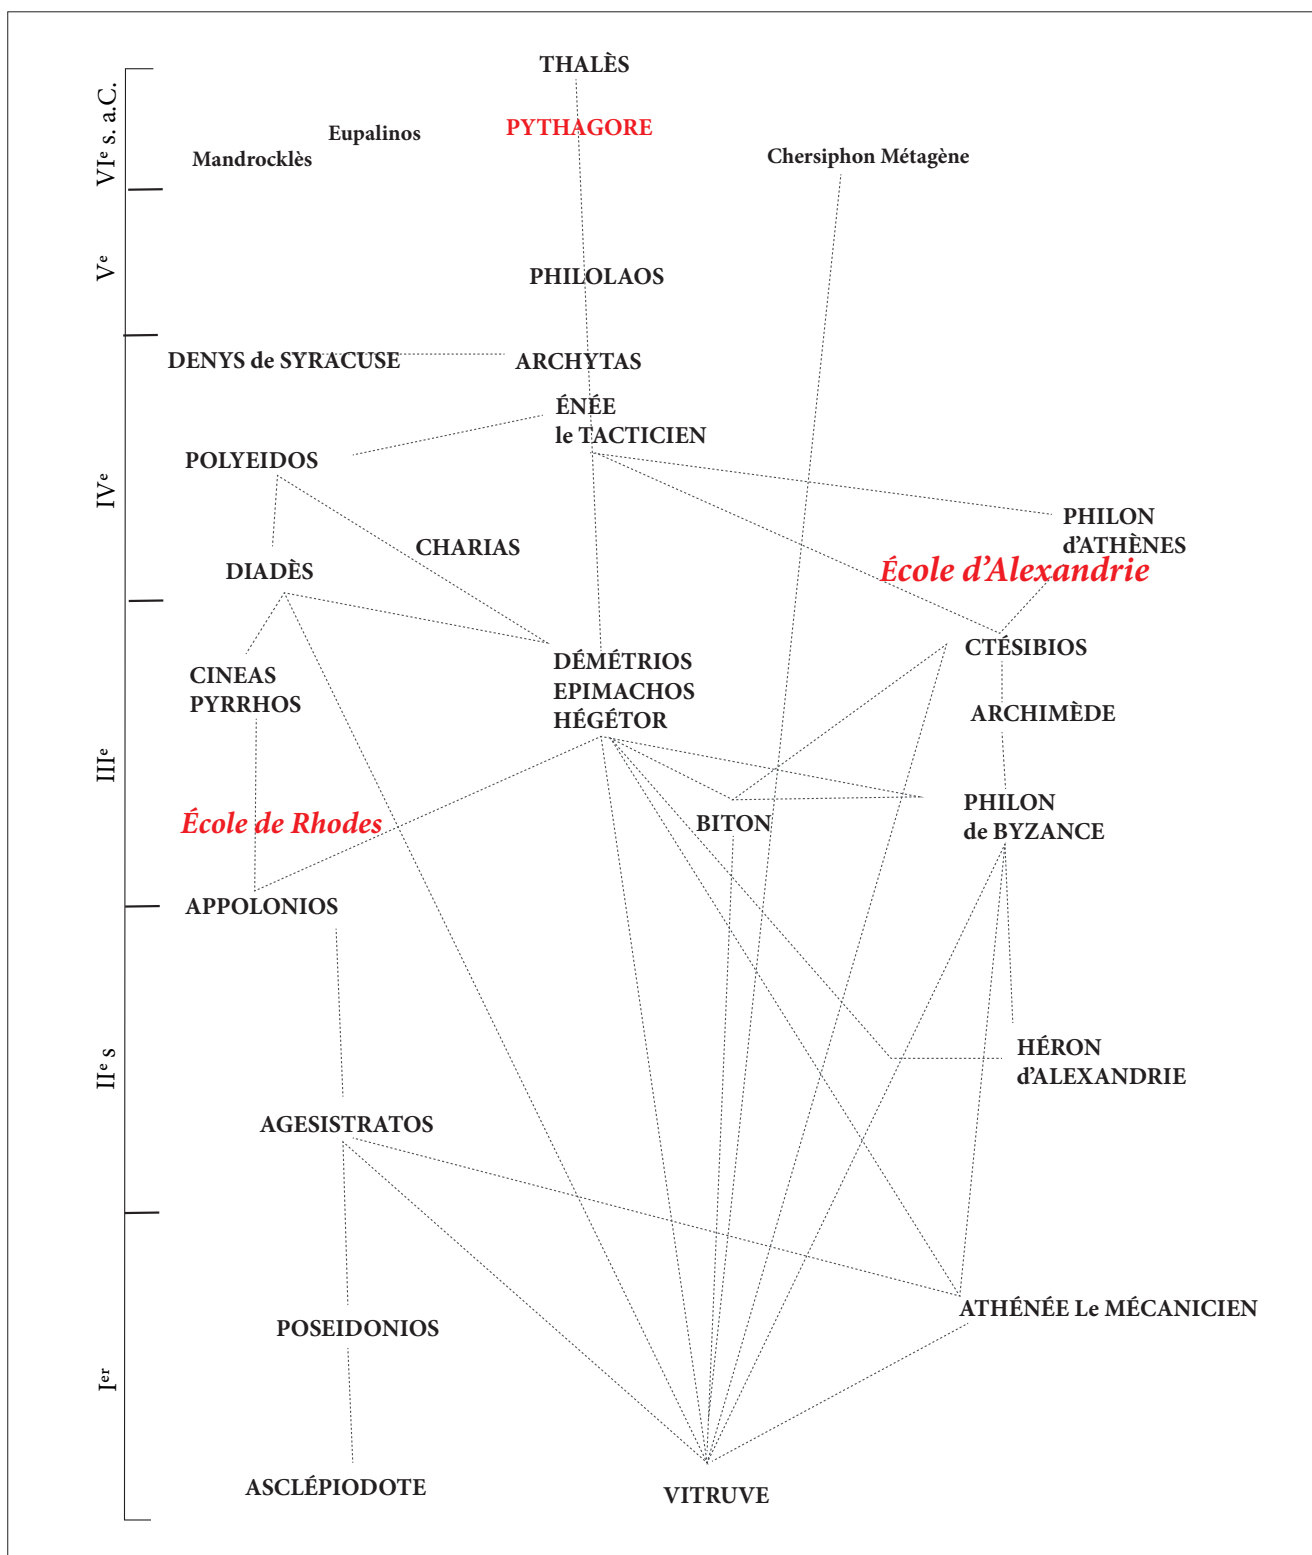 THALÈS
VIᵉ s. a.C.
Eupalinos
PYTHAGORE
Mandrocklès
Chersiphon Métagène
Vᵉ
PHILOLAOS
DENYS de SYRACUSE
ARCHYTAS
ÉNÉE
le TACTICIEN
POLYEIDOS
IVᵉ
PHILON
d'ATHÈNES
CHARIAS
DIADÈS
École d'Alexandrie
CTÉSIBIOS
DÉMÉTRIOS
EPIMACHOS
HÉGÉTOR
CINEAS
PYRRHOS
ARCHIMÈDE
IIIᵉ
PHILON
de BYZANCE
École de Rhodes
BITON
APPOLONIOS
IIᵉ s
HÉRON
d'ALEXANDRIE
AGESISTRATOS
ATHÉNÉE Le MÉCANICIEN
POSEIDONIOS
Iᵉʳ
ASCLÉPIODOTE
VITRUVE